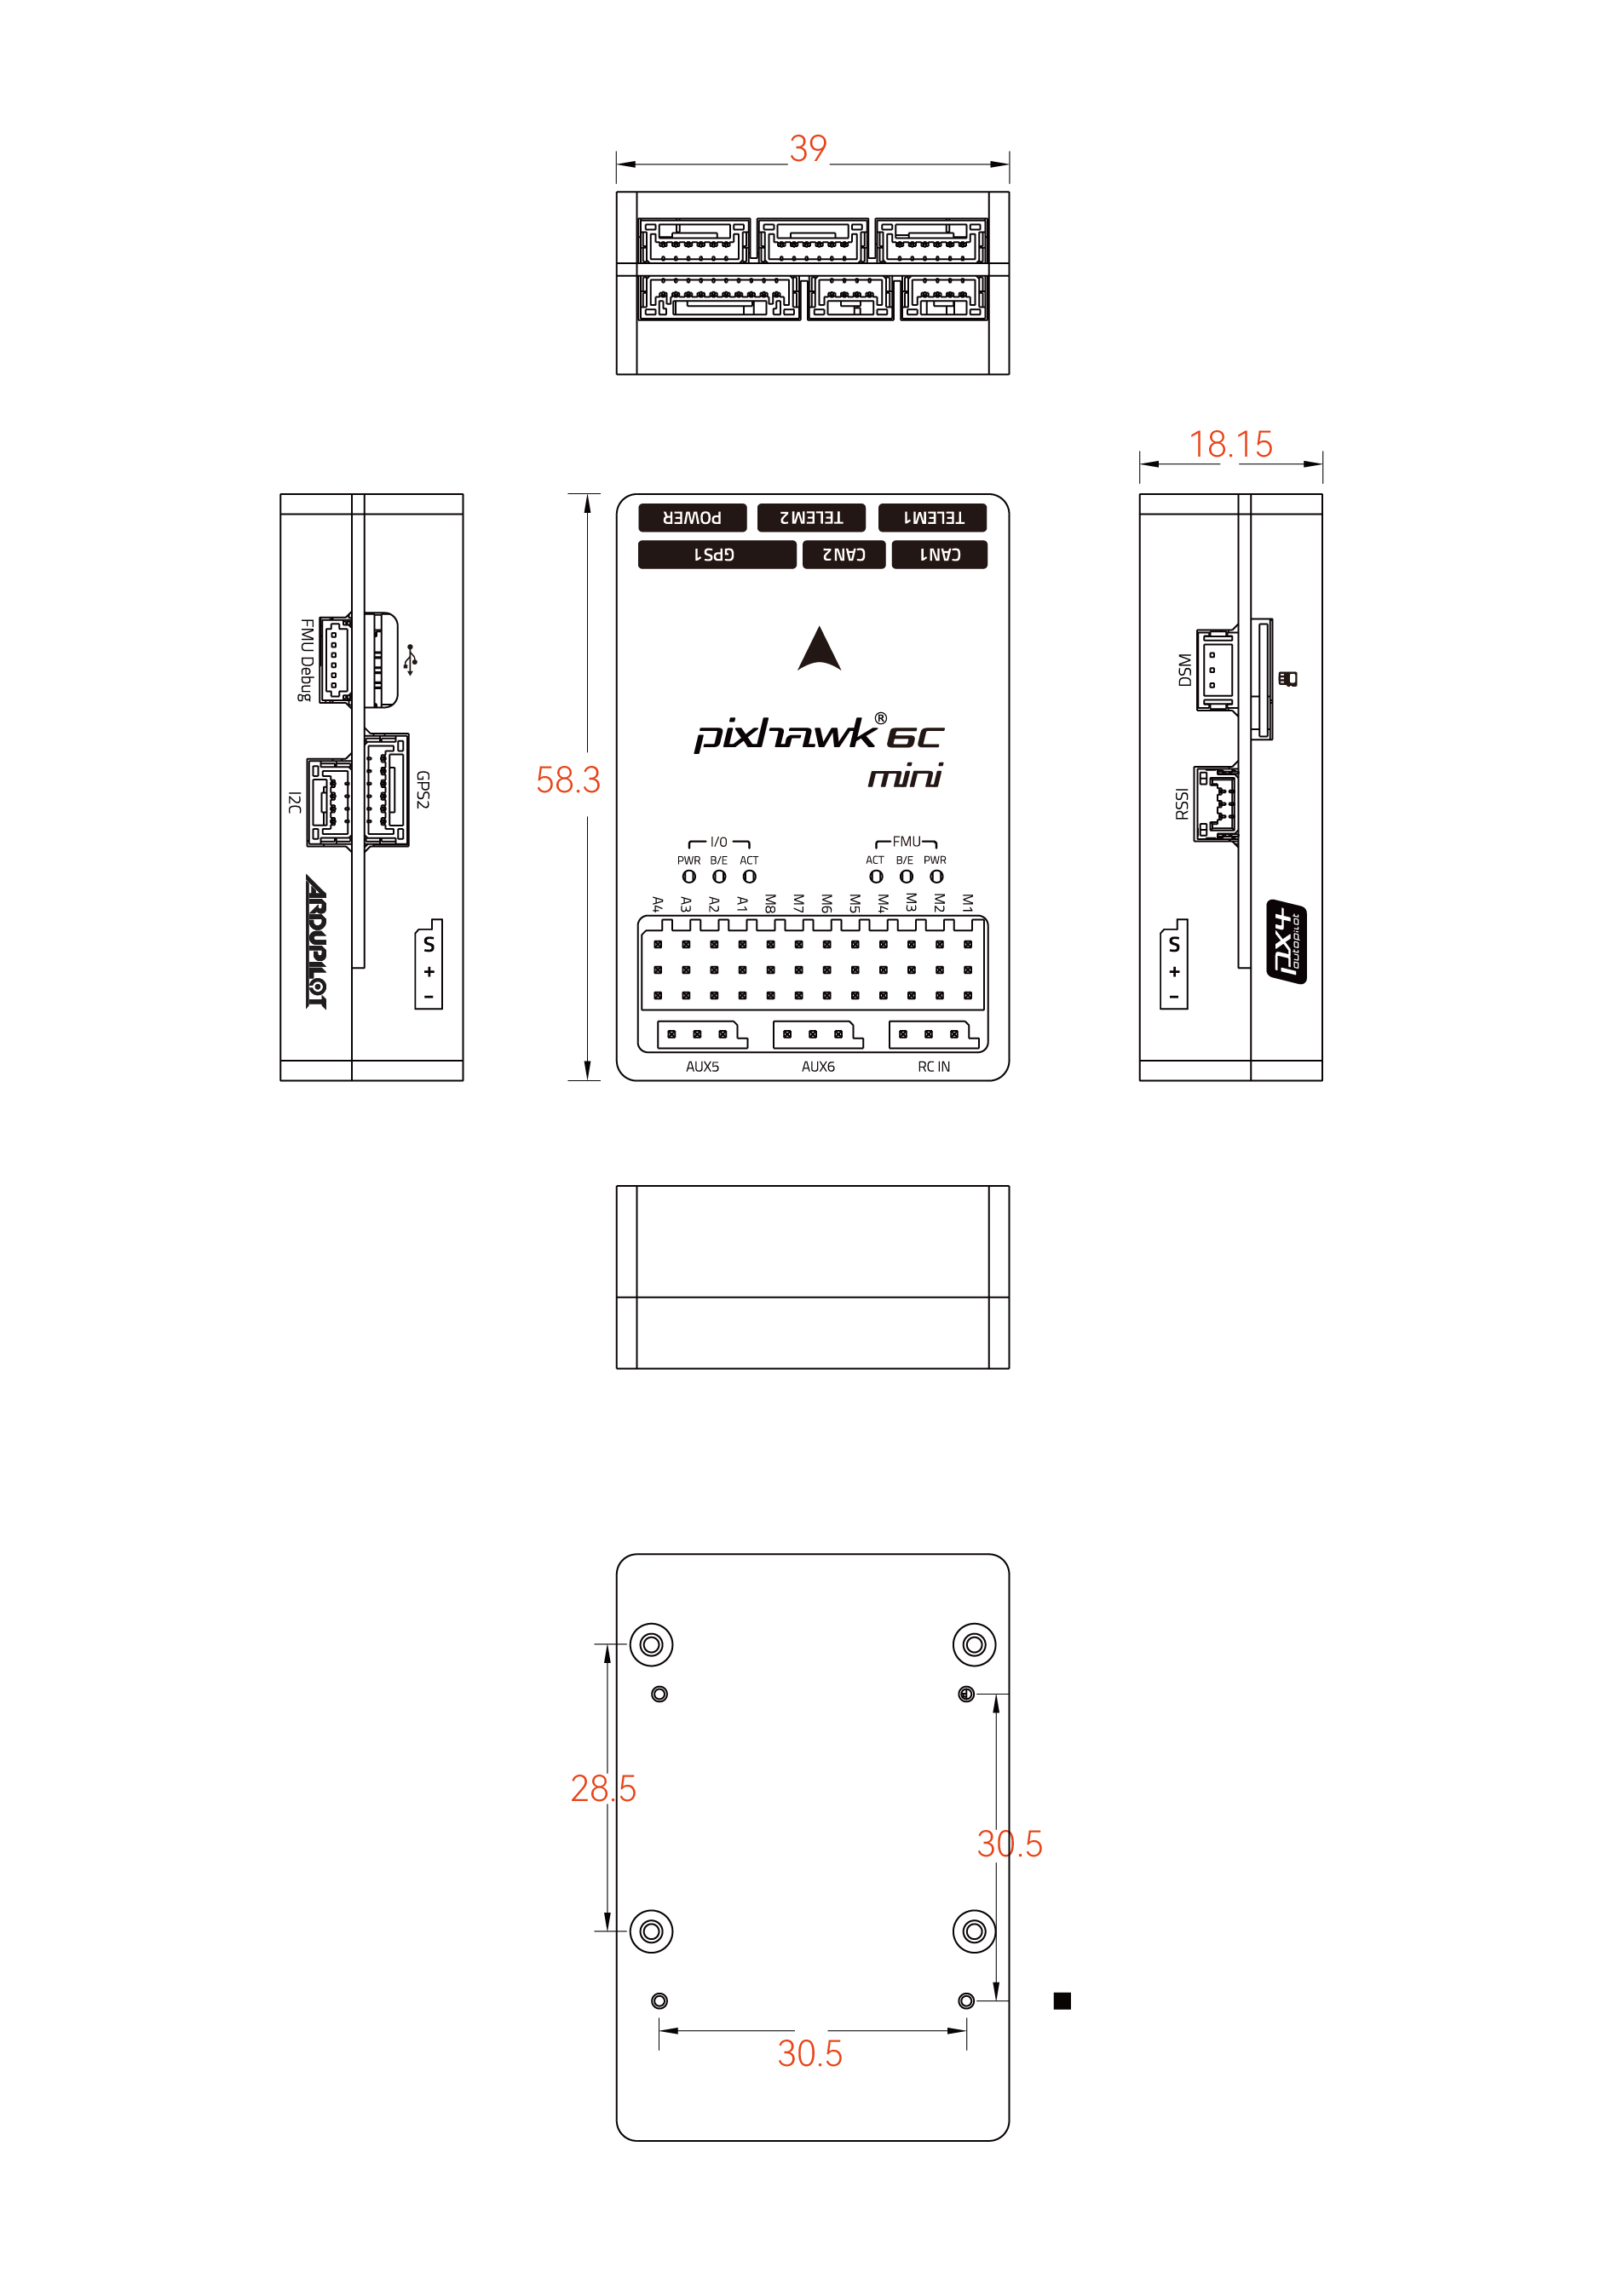 39
18.15
POWER
TELEM2
TELEM1
GPS1
CAN2
CAN1
FMU Debug
I2C
GPS2
ARDUPILOT
S
+
-
58.3
pixhawk® 6C
mini
I/O
FMU
PWR B/E ACT
ACT B/E PWR
A4 A3 A2 A1 M8 M7 M6 M5 M4 M3 M2 M1
AUX5
AUX6
RC IN
DSM
RSSI
S
+
-
px4
autopilot
28.5
30.5
30.5